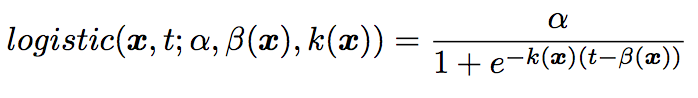 logistic(𝒙, t; α, β(𝒙), k(𝒙)) = α / (1 + e^{−k(𝒙)(t−β(𝒙))})